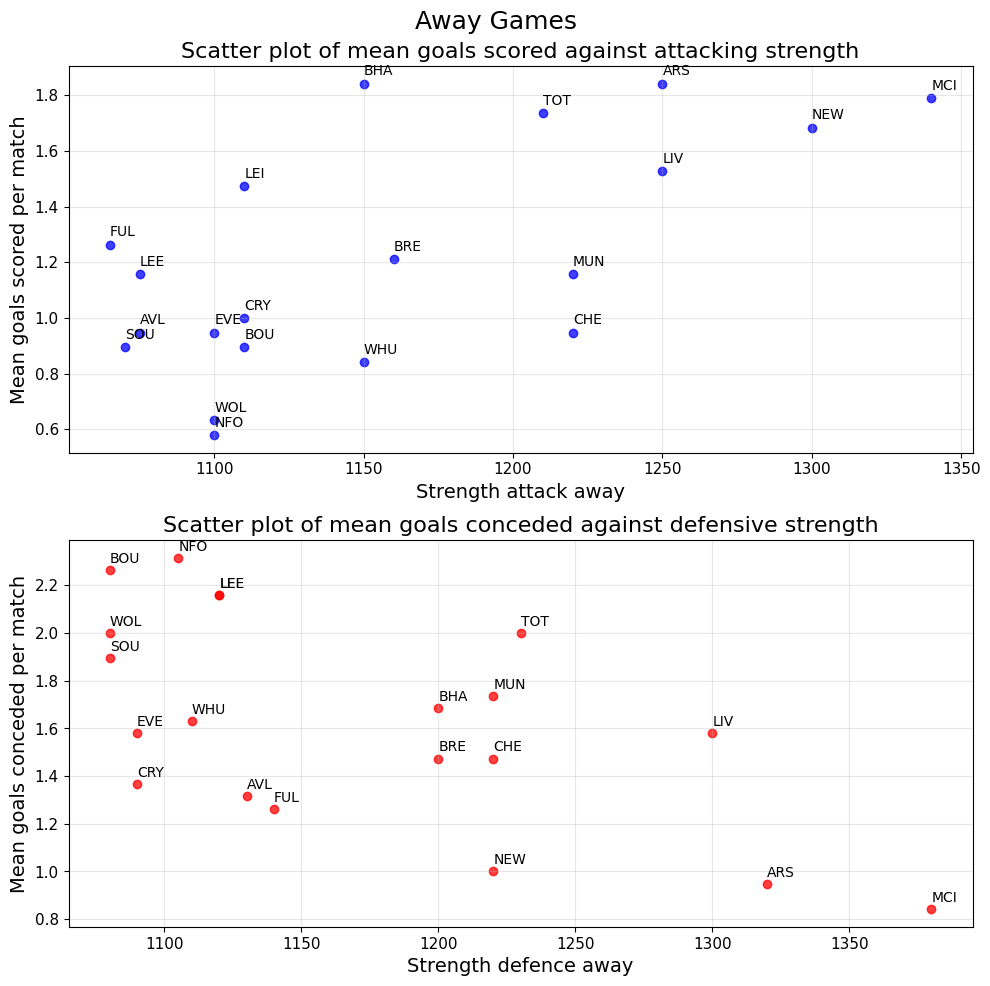 Away Games
Scatter plot of mean goals scored against attacking strength
Mean goals scored per match
1.8
1.6
1.4
1.2
1.0
0.8
0.6
BHA
ARS
MCI
TOT
NEW
LIV
LEI
FUL
BRE
LEE
MUN
CRY
AVL
EVE
CHE
SOU
BOU
WHU
WOL
NFO
1100
1150
1200
1250
1300
1350
Strength attack away
Scatter plot of mean goals conceded against defensive strength
Mean goals conceded per match
2.2
2.0
1.8
1.6
1.4
1.2
1.0
0.8
NFO
BOU
LEE
WOL
TOT
SOU
MUN
BHA
WHU
EVE
LIV
BRE
CHE
CRY
AVL
FUL
NEW
ARS
MCI
1100
1150
1200
1250
1300
1350
Strength defence away